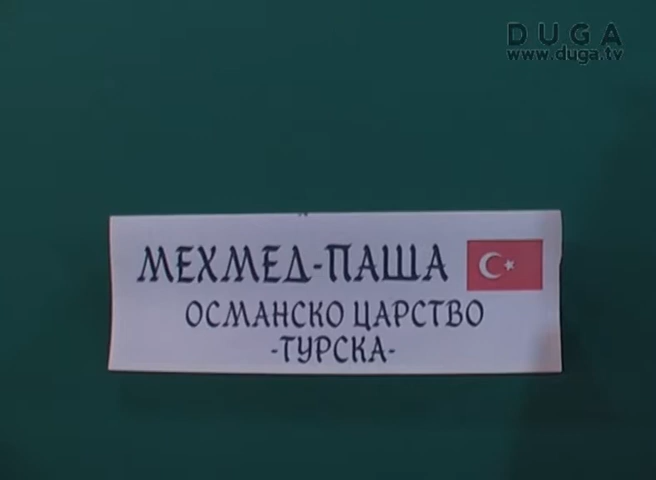 DUGA
www.duga.tv
МЕХМЕД-ПАША
ОСМАНСКО ЦАРСТВО
-ТУРСКА-